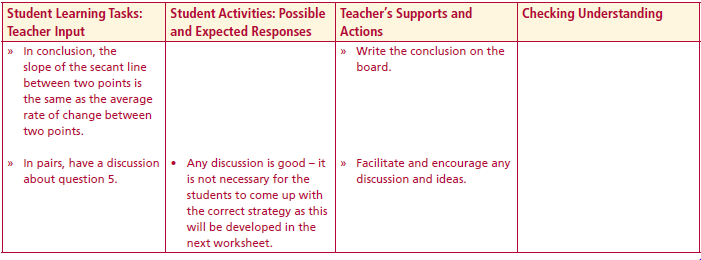 Student Learning Tasks:
Teacher Input
Student Activities: Possible
and Expected Responses
Teacher’s Supports and
Actions
Checking Understanding
» In conclusion, the
slope of the secant line
between two points is
the same as the average
rate of change between
two points.
» Write the conclusion on the
board.
» In pairs, have a discussion
about question 5.
• Any discussion is good – it
is not necessary for the
students to come up with
the correct strategy as this
will be developed in the
next worksheet.
» Facilitate and encourage any
discussion and ideas.